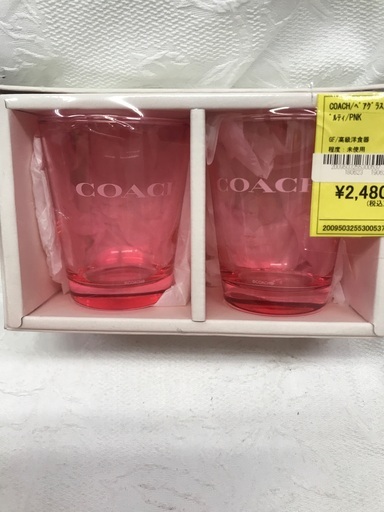 COACH/ペアグラス
ﾞルティ/PNK
GF/高級洋食器
程度:未使用
¥2,480
(税込)
2009503255300537
COACH
COACH